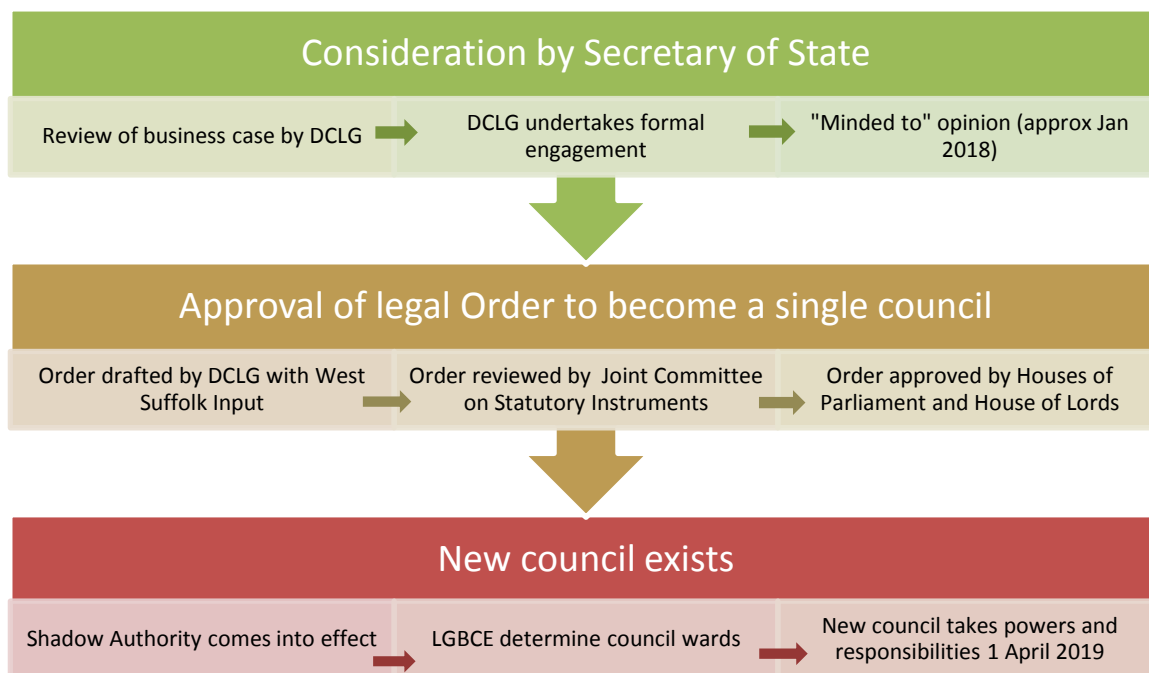 Consideration by Secretary of State
Review of business case by DCLG
DCLG undertakes formal
engagement
"Minded to" opinion (approx Jan
2018)
Approval of legal Order to become a single council
Order drafted by DCLG with West
Suffolk Input
Order reviewed by  Joint Committee
on Statutory Instruments
Order approved by Houses of
Parliament and House of Lords
New council exists
Shadow Authority comes into effect
LGBCE determine council wards
New council takes powers and
responsibilities 1 April 2019